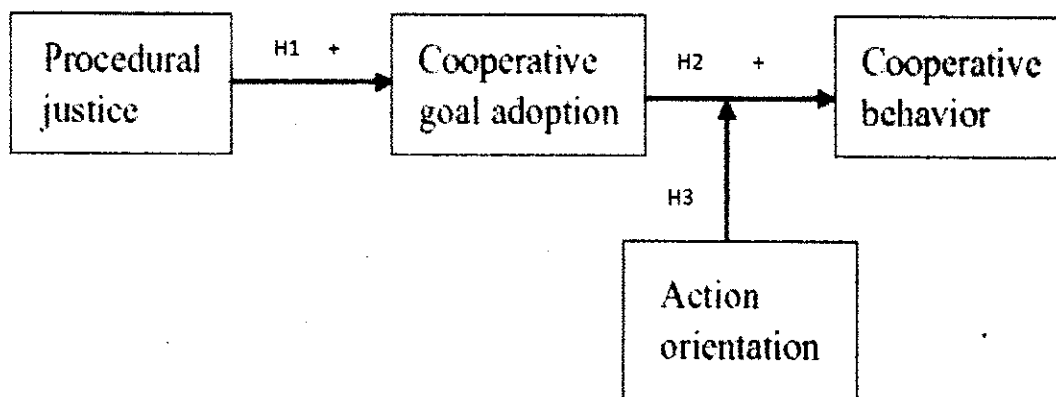 H1 +
Procedural
justice
Cooperative
goal adoption
H2 +
Cooperative
behavior
H3
Action
orientation